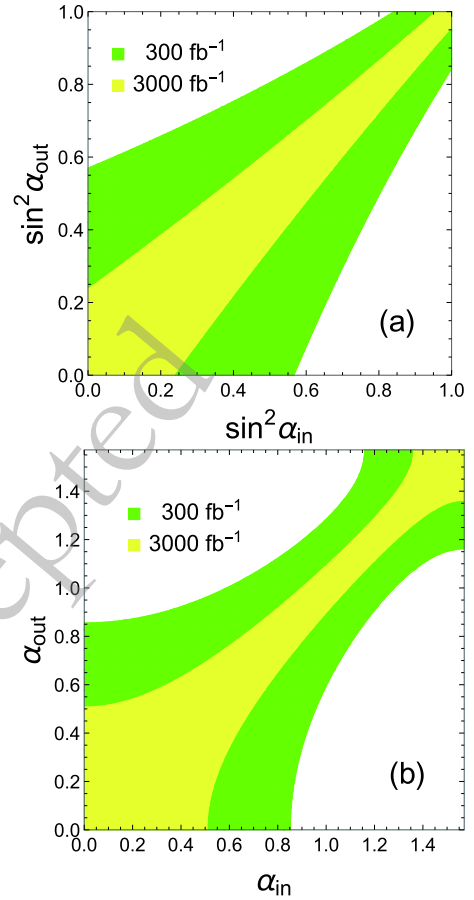 1.0
300 fb⁻¹
3000 fb⁻¹
0.8
0.6
sin²α_out
0.4
0.2
(a)
0.0
0.0 0.2 0.4 0.6 0.8 1.0
sin²α_in
cepted
1.4
300 fb⁻¹
1.2
3000 fb⁻¹
1.0
0.8
α_out
0.6
0.4
0.2
(b)
0.0
0.0 0.2 0.4 0.6 0.8 1.0 1.2 1.4
α_in